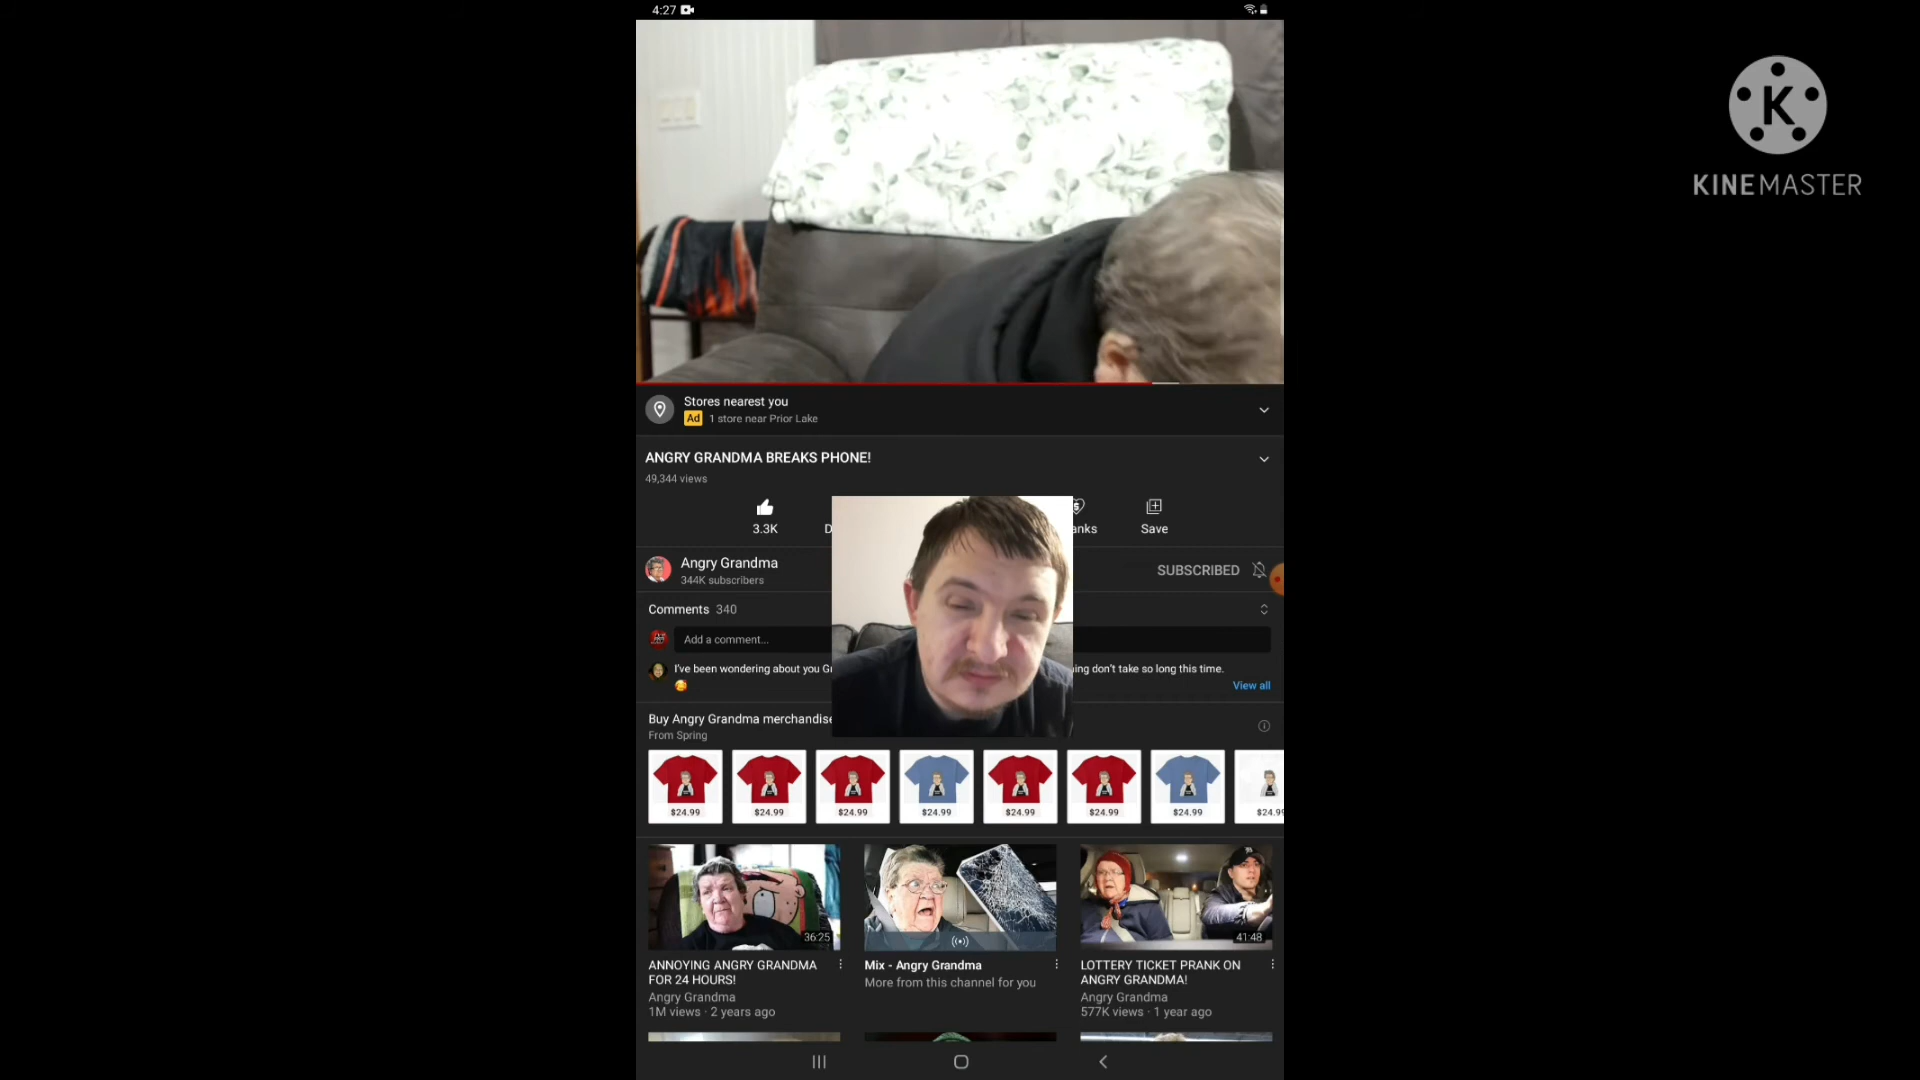 4:27
K
KINEMASTER
Stores nearest you
Ad 1 store near Prior Lake
ANGRY GRANDMA BREAKS PHONE!
49,344 views
3.3K
D
anks
Save
Angry Grandma
344K subscribers
SUBSCRIBED
Comments 340
Add a comment...
I've been wondering about you Gr
ing don't take so long this time.
View all
Buy Angry Grandma merchandise
From Spring
$24.99 $24.99 $24.99 $24.99 $24.99 $24.99 $24.99 $24.99
36:25
41:48
ANNOYING ANGRY GRANDMA
FOR 24 HOURS!
Angry Grandma
1M views · 2 years ago
Mix - Angry Grandma
More from this channel for you
LOTTERY TICKET PRANK ON
ANGRY GRANDMA!
Angry Grandma
577K views · 1 year ago